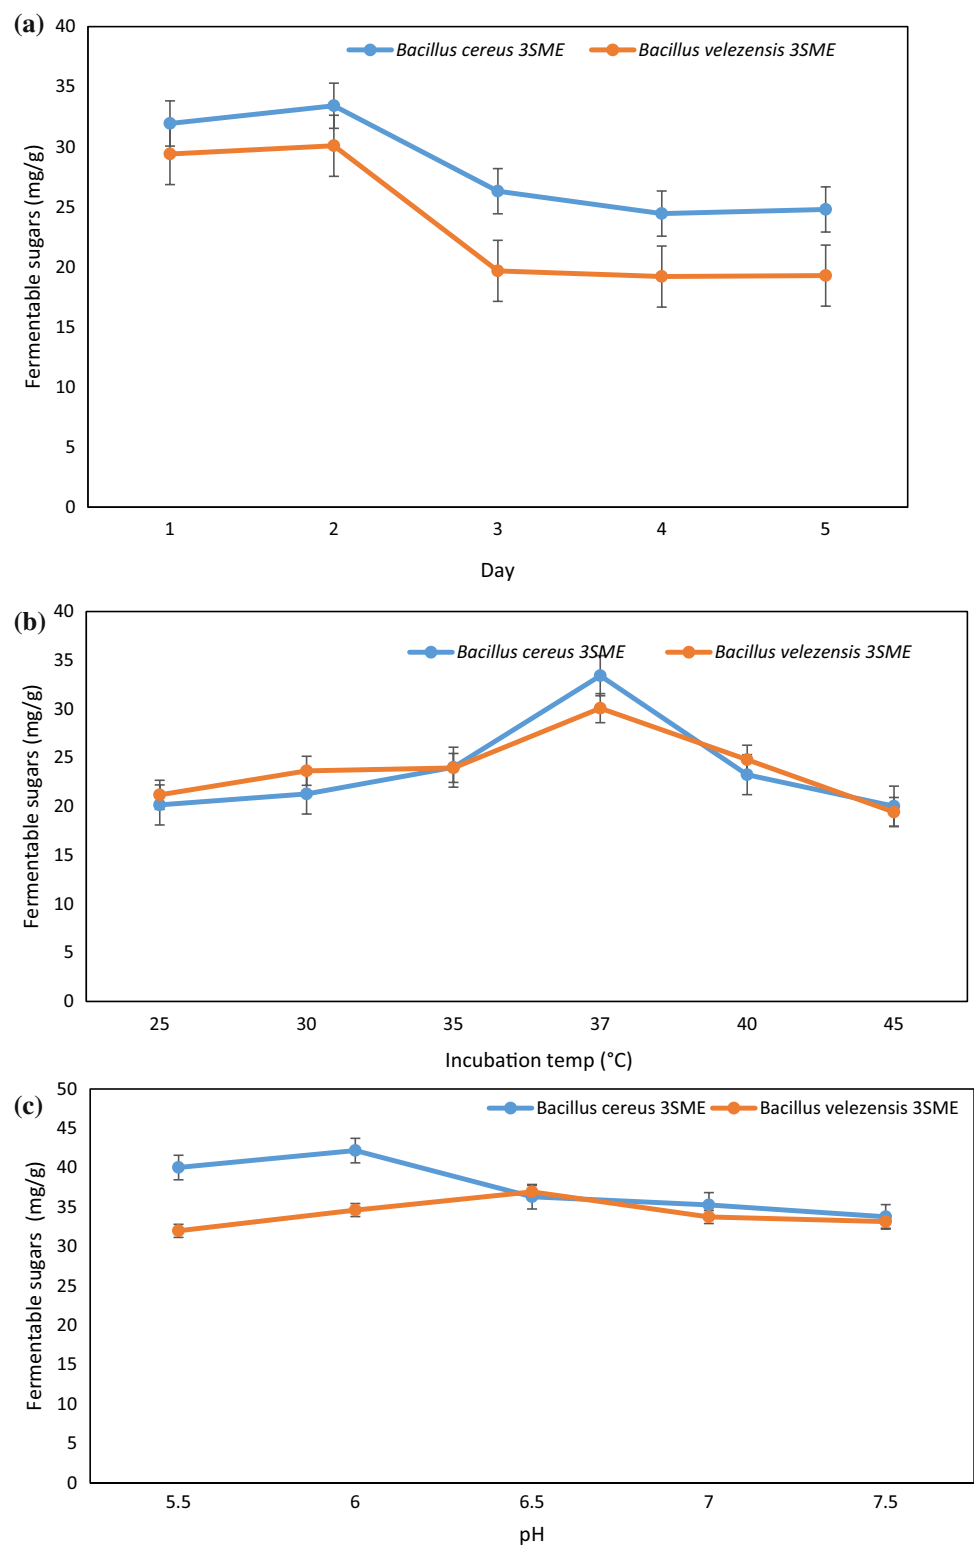 (a)
40
35
30
25
20
15
10
5
0
Fermentable sugars (mg/g)
Bacillus cereus 3SME Bacillus velezensis 3SME
1 2 3 4 5
Day
(b)
40
35
30
25
20
15
10
5
0
Fermentable sugars (mg/g)
Bacillus cereus 3SME Bacillus velezensis 3SME
25 30 35 37 40 45
Incubation temp (°C)
(c)
50
45
40
35
30
25
20
15
10
5
0
Fermentable sugars (mg/g)
Bacillus cereus 3SME Bacillus velezensis 3SME
5.5 6 6.5 7 7.5
pH